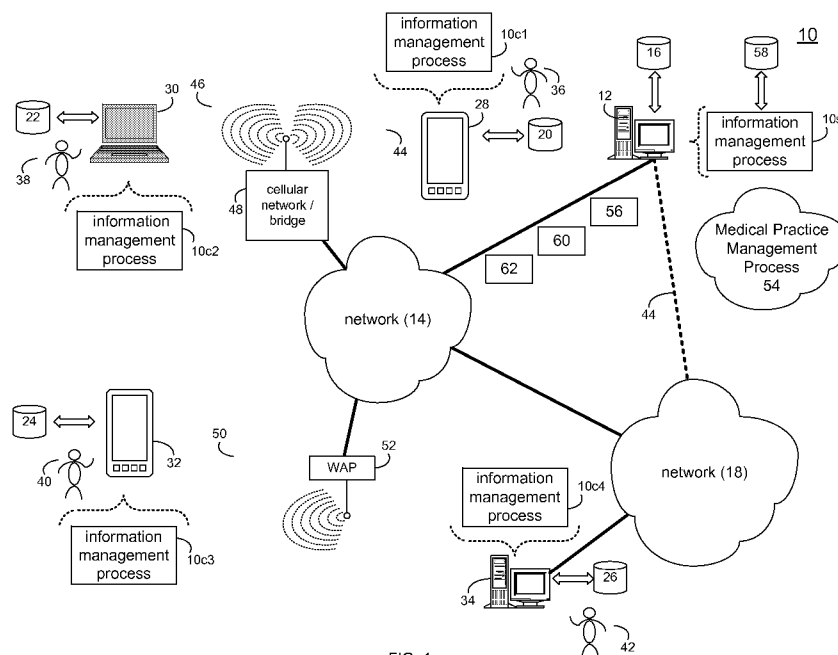 10
information
management
process
10c1
16
58
30
46
22
36
28
12
10s
information
management
process
20
44
38
cellular
network /
bridge
48
information
management
process
10c2
56
60
62
Medical Practice
Management
Process
54
network (14)
44
24
32
50
40
52
WAP
information
management
process
10c4
network (18)
information
management
process
10c3
34
26
42